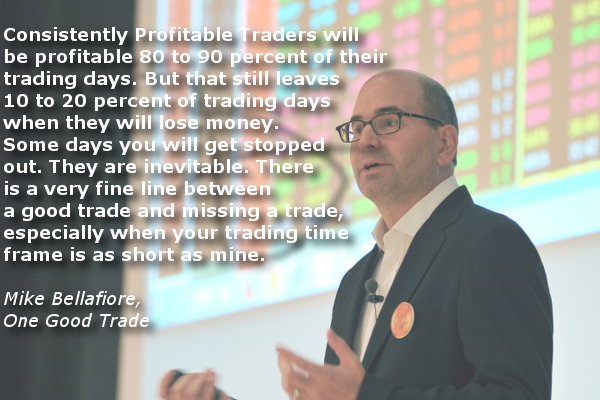 Consistently Profitable Traders will
be profitable 80 to 90 percent of their
trading days. But that still leaves
10 to 20 percent of trading days
when they will lose money.
Some days you will get stopped
out. They are inevitable. There
is a very fine line between
a good trade and missing a trade,
especially when your trading time
frame is as short as mine.
Mike Bellafiore,
One Good Trade